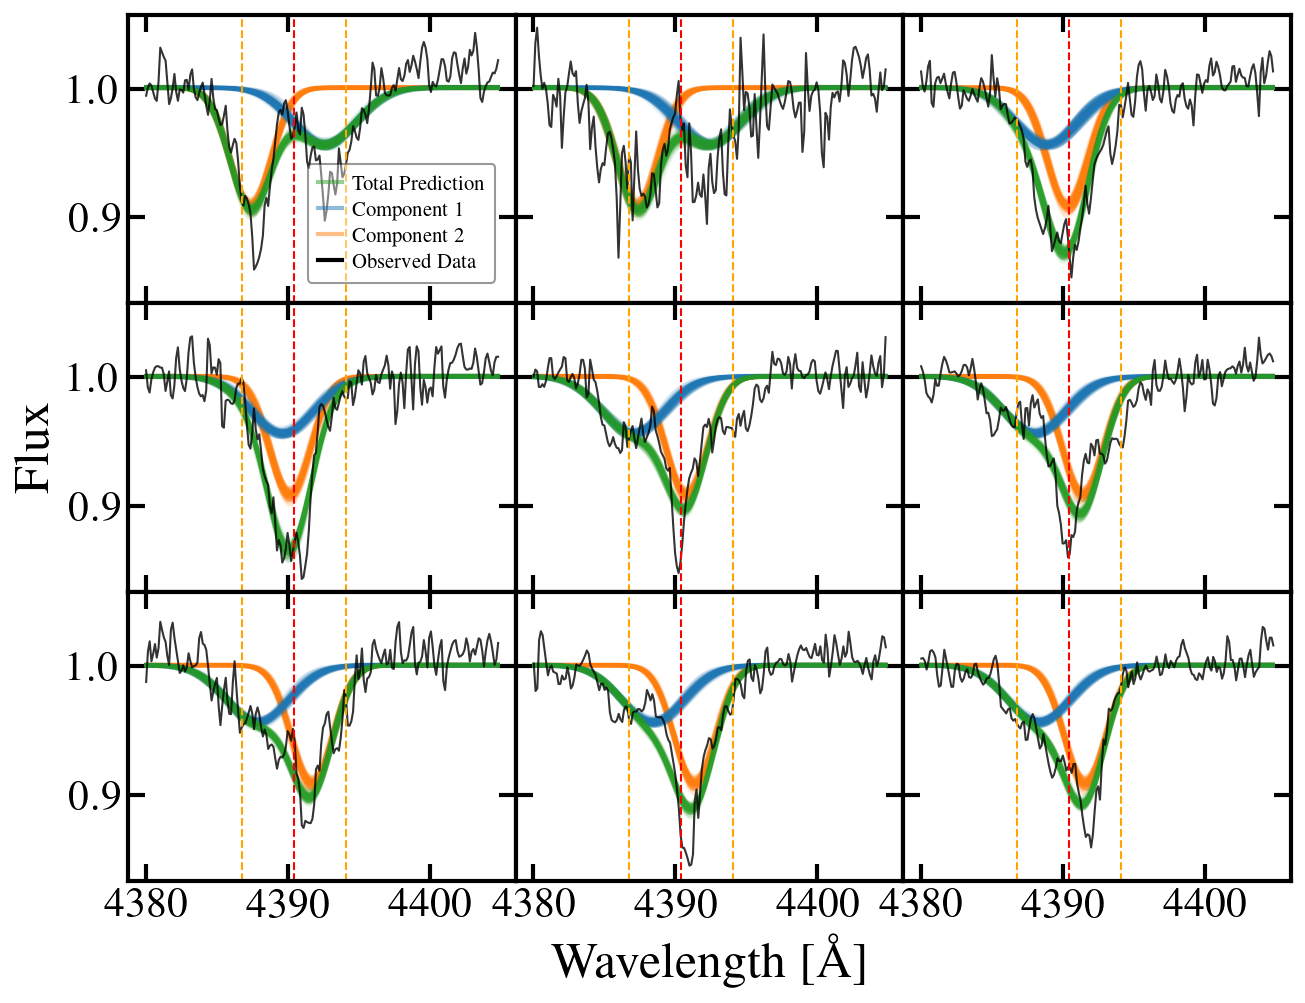 1.0
0.9
Total Prediction
Component 1
Component 2
Observed Data
1.0
0.9
Flux
1.0
0.9
4380 4390 4400 4380 4390 4400 4380 4390 4400
Wavelength [Å]